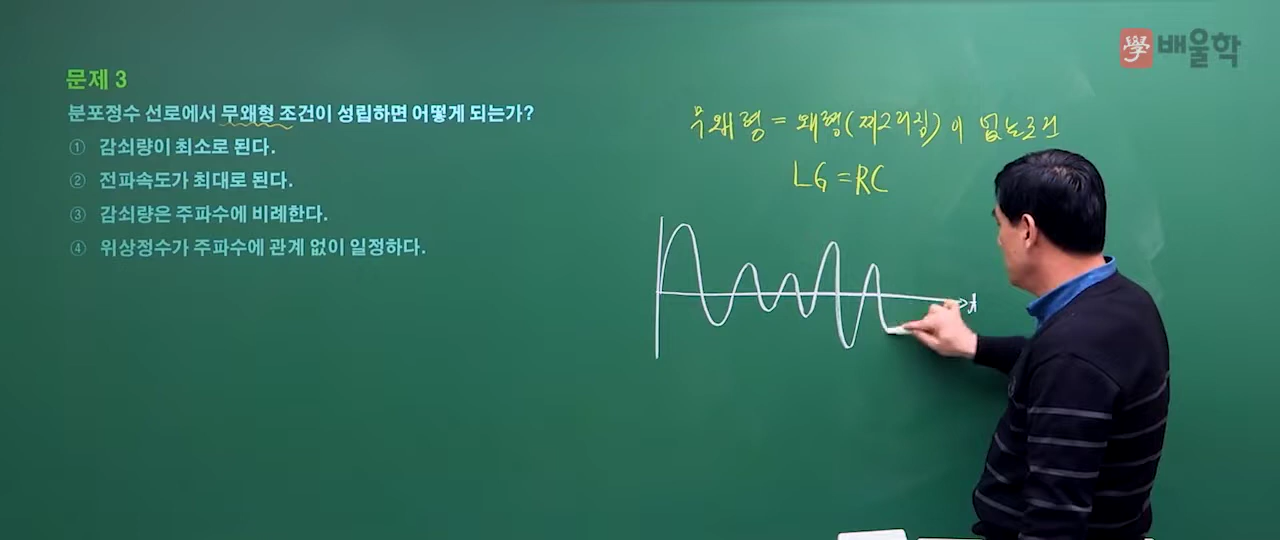 學 배울학
문제 3
분포정수 선로에서 무왜형 조건이 성립하면 어떻게 되는가?
① 감쇠량이 최소로 된다.
② 전파속도가 최대로 된다.
③ 감쇠량은 주파수에 비례한다.
④ 위상정수가 주파수에 관계 없이 일정하다.
무왜형 = 왜형(찌그러짐)이 없는 조건
LG = RC